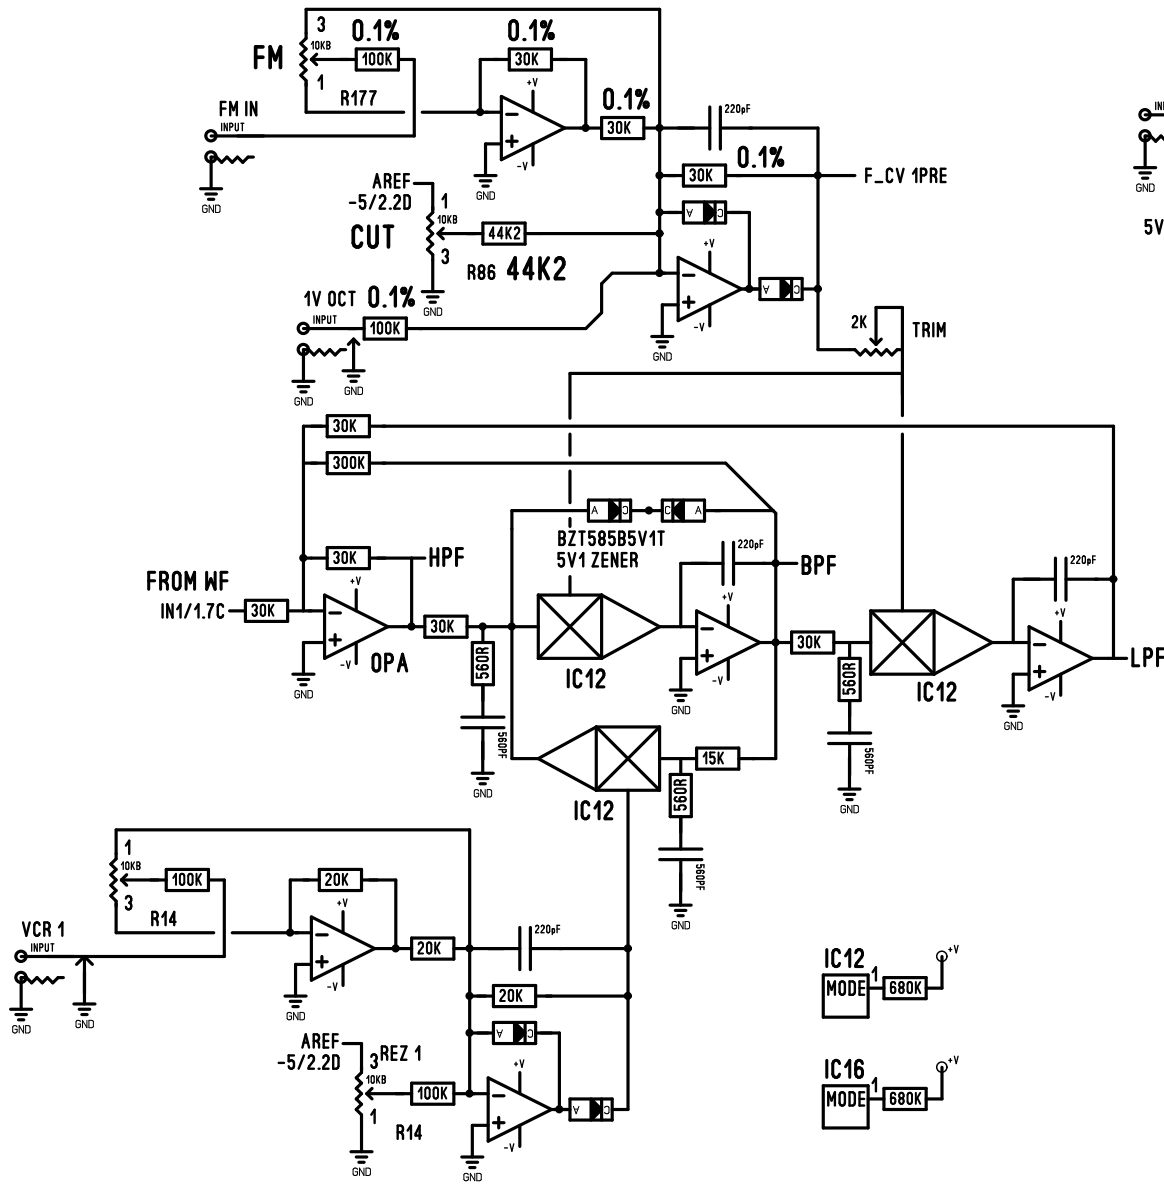 3
0.1%
0.1%
10KB
FM
100K
30K
1
R177
+V
220pF
FM IN
INPUT
0.1%
30K
-V
GND
GND
0.1%
30K
F_CV 1PRE
AREF
-5/2.2D
1
10KB
CUT
44K2
3
R86 44K2
A C
+V
A C
-V
GND
1V OCT 0.1%
INPUT
100K
GND
GND
GND
2K
TRIM
IN
GND
5V
30K
300K
A C
C A
BZT585B5V1T
5V1 ZENER
220pF
220pF
30K
HPF
BPF
FROM WF
IN1/1.7C
30K
+V
-V
OPA
GND
30K
560R
560PF
GND
IC12
+V
-V
GND
30K
560R
560PF
GND
IC12
+V
-V
GND
LPF
IC12
15K
560R
560PF
GND
1
10KB
3
100K
R14
20K
+V
-V
GND
VCR 1
INPUT
GND
GND
20K
220pF
20K
A C
AREF
-5/2.2D
3
REZ 1
10KB
1
100K
R14
+V
-V
A C
GND
GND
IC12
MODE
1
680K
+V
IC16
MODE
1
680K
+V